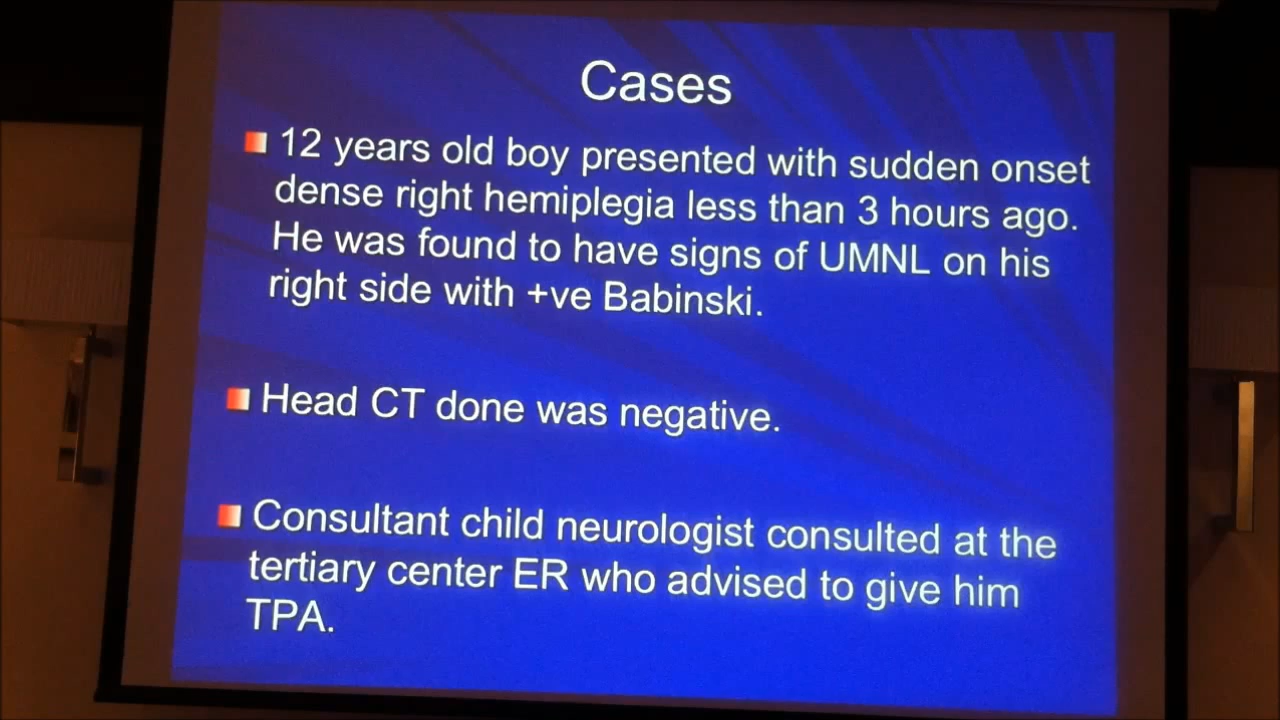 Cases
12 years old boy presented with sudden onset
dense right hemiplegia less than 3 hours ago.
He was found to have signs of UMNL on his
right side with +ve Babinski.
Head CT done was negative.
Consultant child neurologist consulted at the
tertiary center ER who advised to give him
TPA.